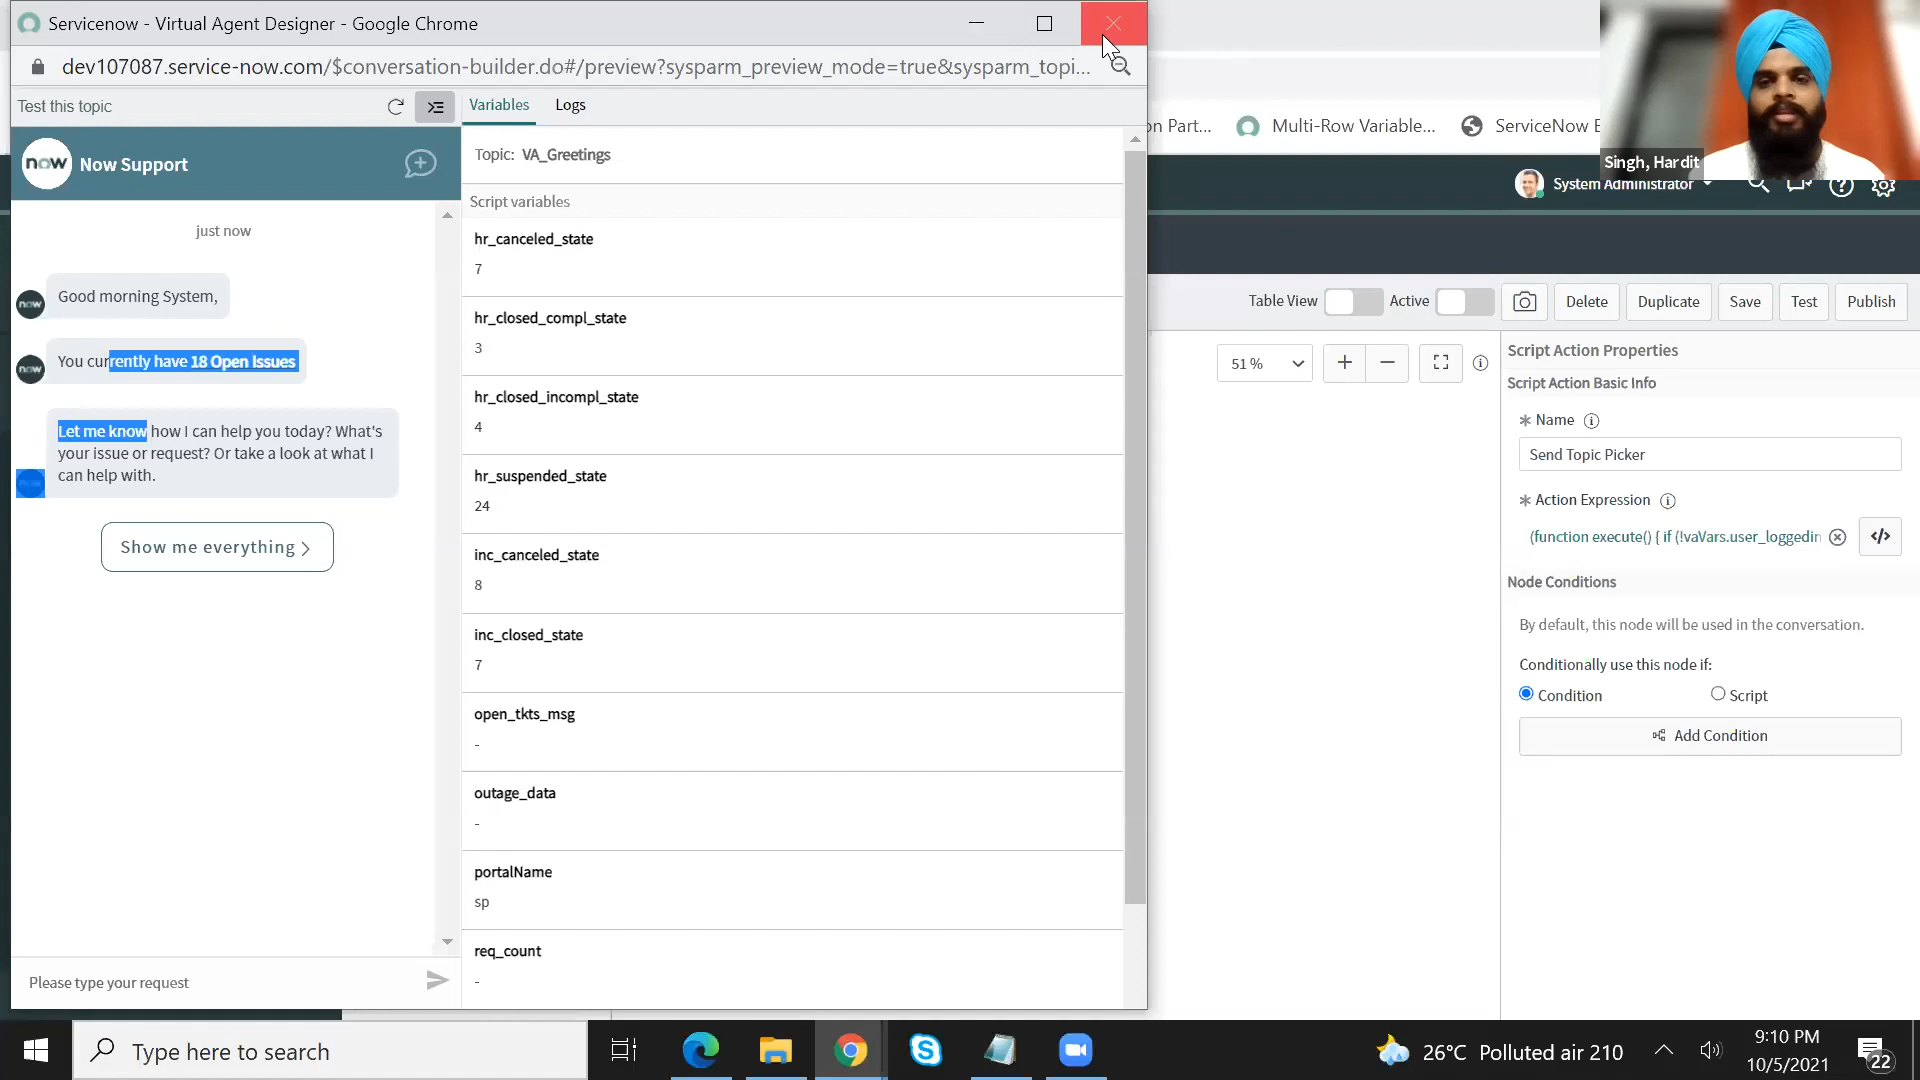 Servicenow - Virtual Agent Designer - Google Chrome
dev107087.service-now.com/$conversation-builder.do#/preview?sysparm_preview_mode=true&sysparm_topi...
Test this topic
Variables
Logs
now
Now Support
just now
now
Good morning System,
now
You currently have 18 Open Issues
Let me know how I can help you today? What's
your issue or request? Or take a look at what I
can help with.
Show me everything
Please type your request
Topic: VA_Greetings
Script variables
hr_canceled_state
7
hr_closed_compl_state
3
hr_closed_incompl_state
4
hr_suspended_state
24
inc_canceled_state
8
inc_closed_state
7
open_tkts_msg
-
outage_data
-
portalName
sp
req_count
-
on Part...
Multi-Row Variable...
ServiceNow
Singh, Hardit
System Administrator
Table View
Active
Delete
Duplicate
Save
Test
Publish
51 %
Script Action Properties
Script Action Basic Info
Name
Send Topic Picker
Action Expression
(function execute() { if (!vaVars.user_loggedin
</>
Node Conditions
By default, this node will be used in the conversation.
Conditionally use this node if:
Condition
Script
Add Condition
Type here to search
26°C Polluted air 210
9:10 PM
10/5/2021
22